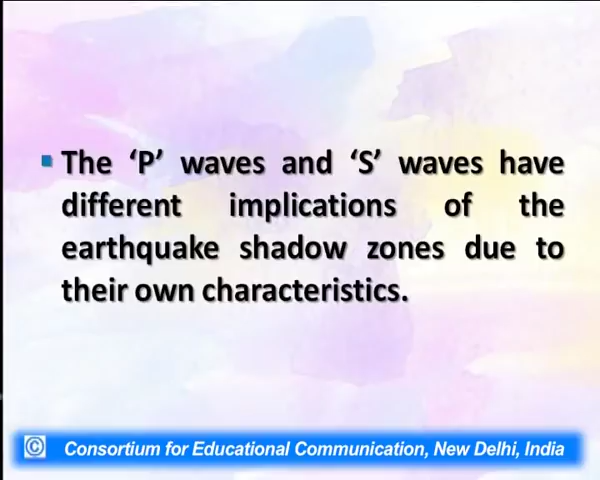 The ‘P’ waves and ‘S’ waves have
different implications of the
earthquake shadow zones due to
their own characteristics.
© Consortium for Educational Communication, New Delhi, India